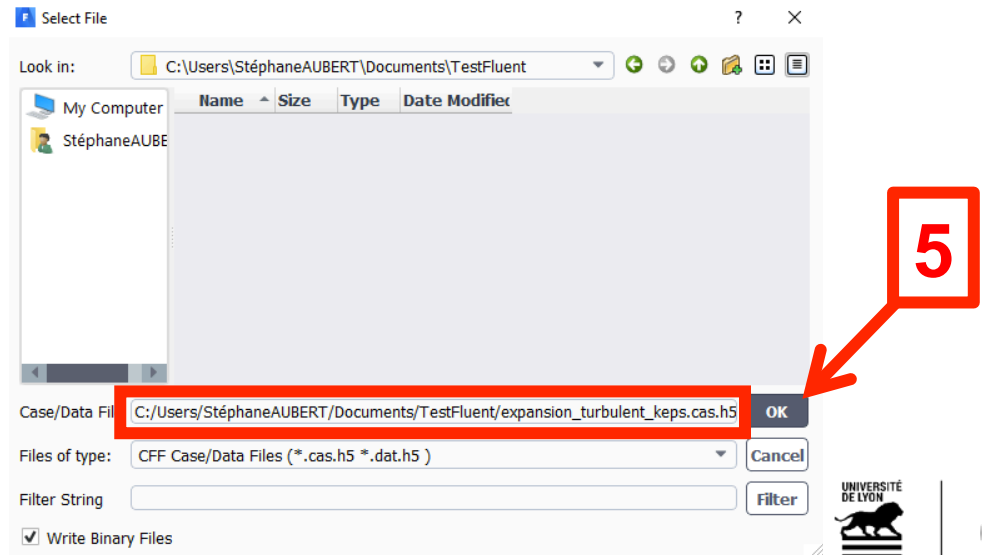 Select File
?
Look in: C:\Users\StéphaneAUBERT\Documents\TestFluent
My Computer
StéphaneAUBE
Name Size Type Date Modified
5
Case/Data Fil C:/Users/StéphaneAUBERT/Documents/TestFluent/expansion_turbulent_keps.cas.h5 OK
Files of type: CFF Case/Data Files (*.cas.h5 *.dat.h5 ) Cancel
Filter String Filter
Write Binary Files
UNIVERSITÉ
DE LYON